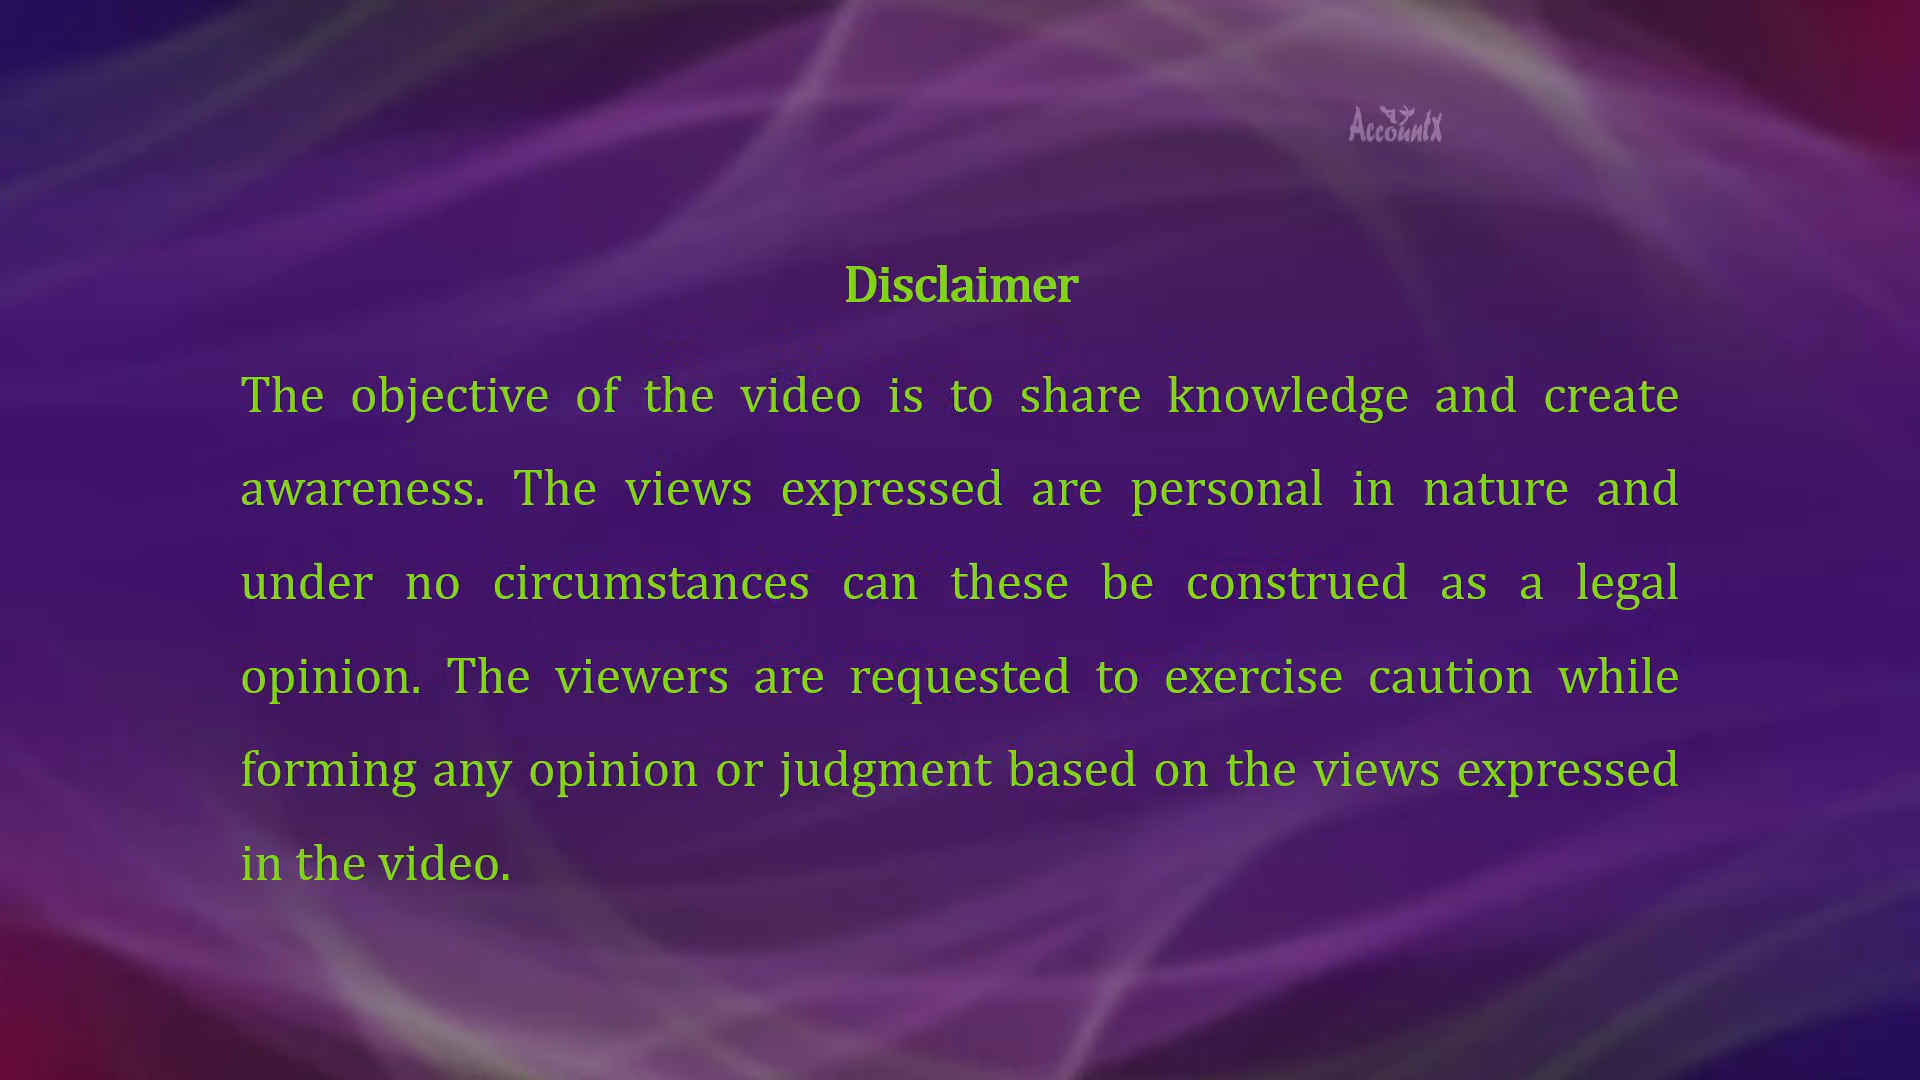 Accountx
Disclaimer
The objective of the video is to share knowledge and create
awareness. The views expressed are personal in nature and
under no circumstances can these be construed as a legal
opinion. The viewers are requested to exercise caution while
forming any opinion or judgment based on the views expressed
in the video.